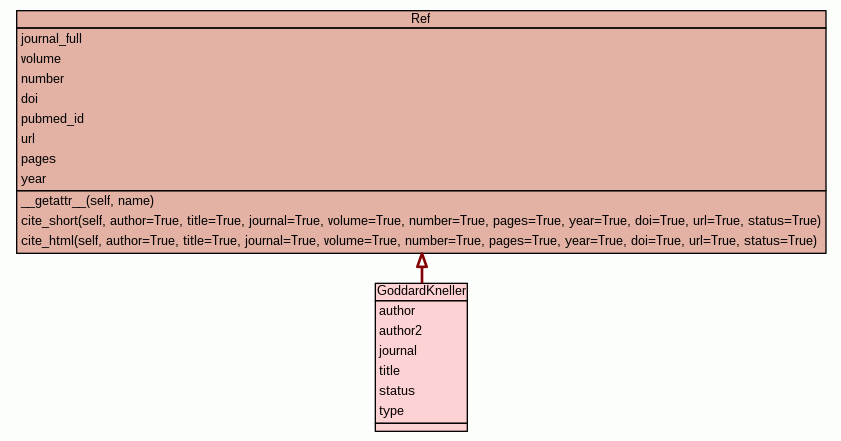 Ref
journal_full
volume
number
doi
pubmed_id
url
pages
year
__getattr__(self, name)
cite_short(self, author=True, title=True, journal=True, volume=True, number=True, pages=True, year=True, doi=True, url=True, status=True)
cite_html(self, author=True, title=True, journal=True, volume=True, number=True, pages=True, year=True, doi=True, url=True, status=True)
GoddardKneller
author
author2
journal
title
status
type